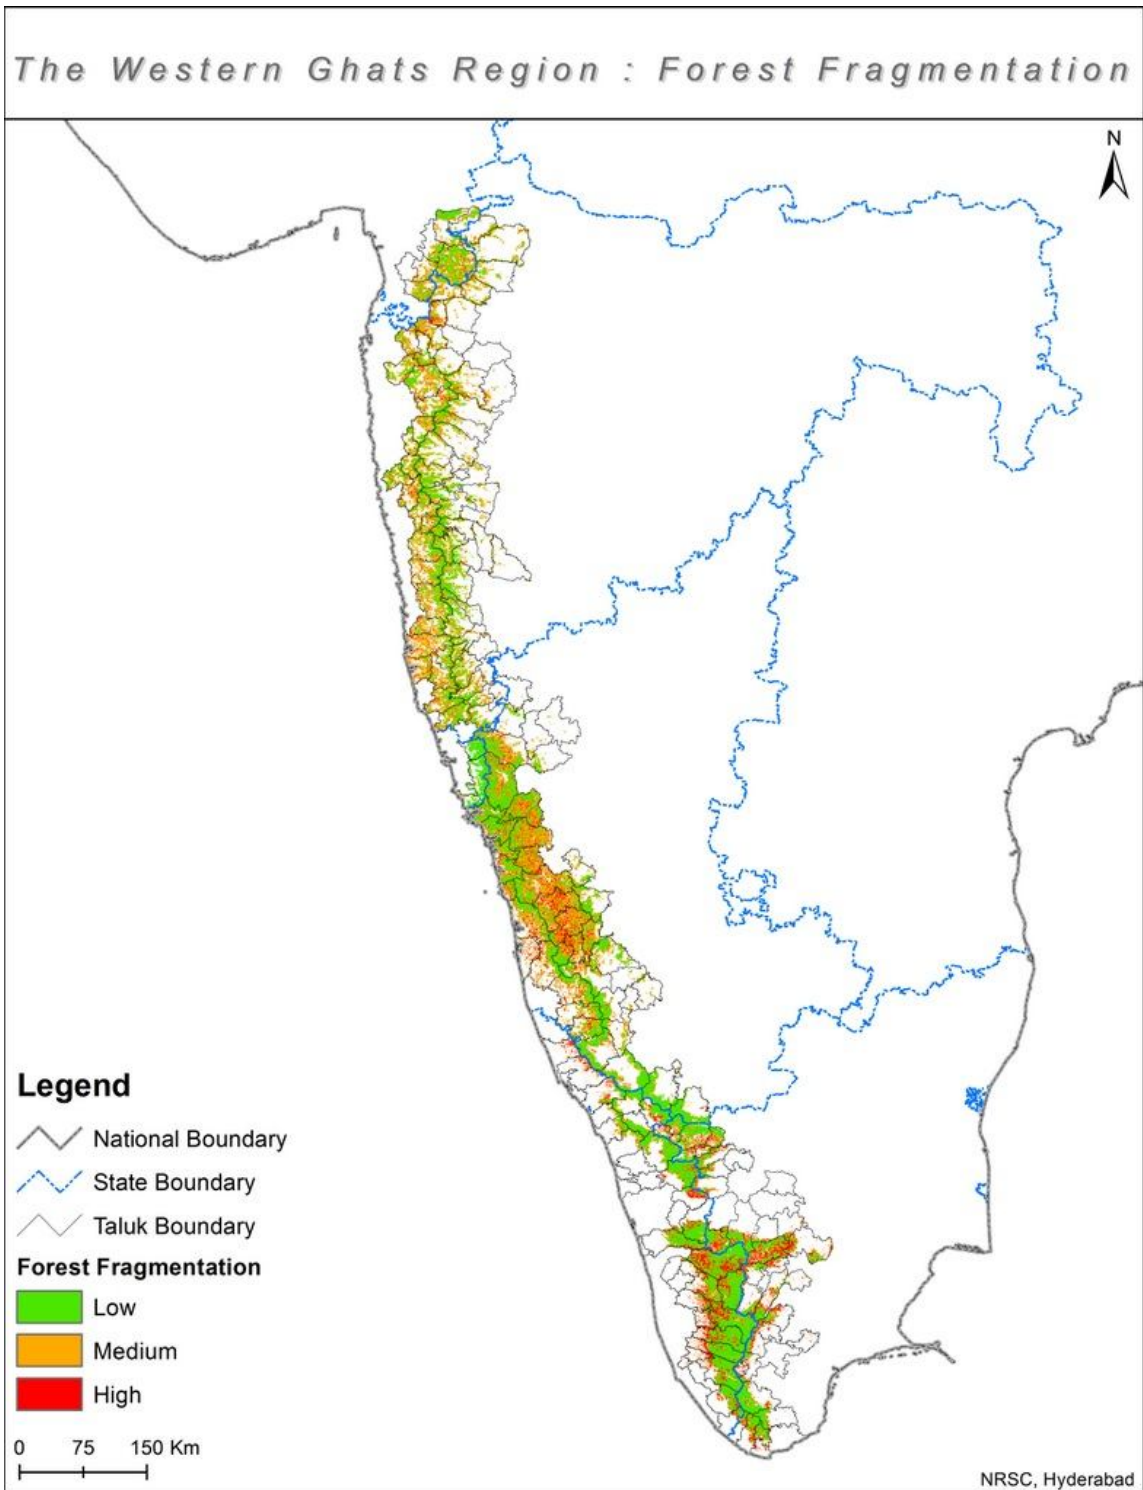 The Western Ghats Region : Forest Fragmentation
N
Legend
National Boundary
State Boundary
Taluk Boundary
Forest Fragmentation
Low
Medium
High
0 75 150 Km
NRSC, Hyderabad